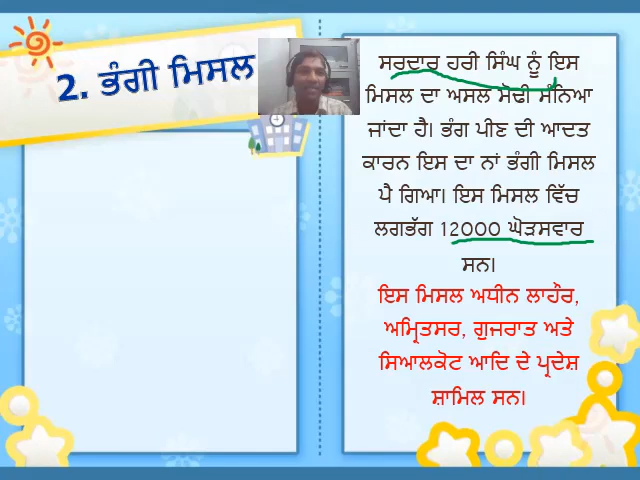 2. ਭੰਗੀ ਮਿਸਲ
ਸਰਦਾਰ ਹਰੀ ਸਿੰਘ ਨੂੰ ਇਸ
ਮਿਸਲ ਦਾ ਅਸਲ ਮੋਢੀ ਮੰਨਿਆ
ਜਾਂਦਾ ਹੈ। ਭੰਗ ਪੀਣ ਦੀ ਆਦਤ
ਕਾਰਨ ਇਸ ਦਾ ਨਾਂ ਭੰਗੀ ਮਿਸਲ
ਪੈ ਗਿਆ। ਇਸ ਮਿਸਲ ਵਿੱਚ
ਲਗਭੱਗ 12000 ਘੋੜਸਵਾਰ
ਸਨ।
ਇਸ ਮਿਸਲ ਅਧੀਨ ਲਾਹੌਰ,
ਅਮ੍ਰਿਤਸਰ, ਗੁਜਰਾਤ ਅਤੇ
ਸਿਆਲਕੋਟ ਆਦਿ ਦੇ ਪ੍ਰਦੇਸ਼
ਸ਼ਾਮਿਲ ਸਨ।